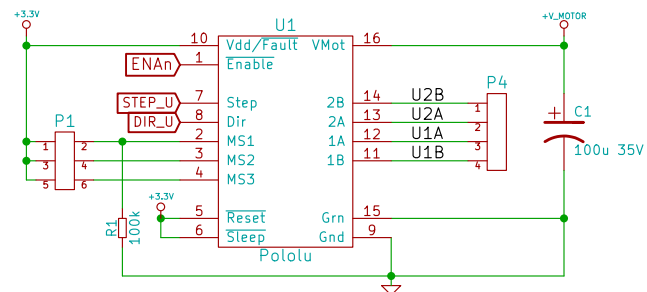 +3.3V
U1
+V_MOTOR
10
Vdd/Fault
VMot
16
ENAn
1
Enable
P4
STEP_U
7
Step
2B
14
U2B
1
C1
DIR_U
8
Dir
2A
13
U2A
2
+
P1
2
MS1
1A
12
U1A
3
100u 35V
1
2
3
MS2
1B
11
U1B
4
3
4
4
MS3
5
6
+3.3V
R1
100k
5
Reset
Grn
15
6
Sleep
Gnd
9
Pololu